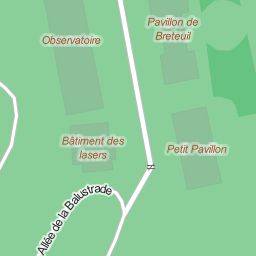 Pavillon de
Breteuil
Observatoire
Bâtiment des
lasers
Petit Pavillon
Allée de la Balustrade